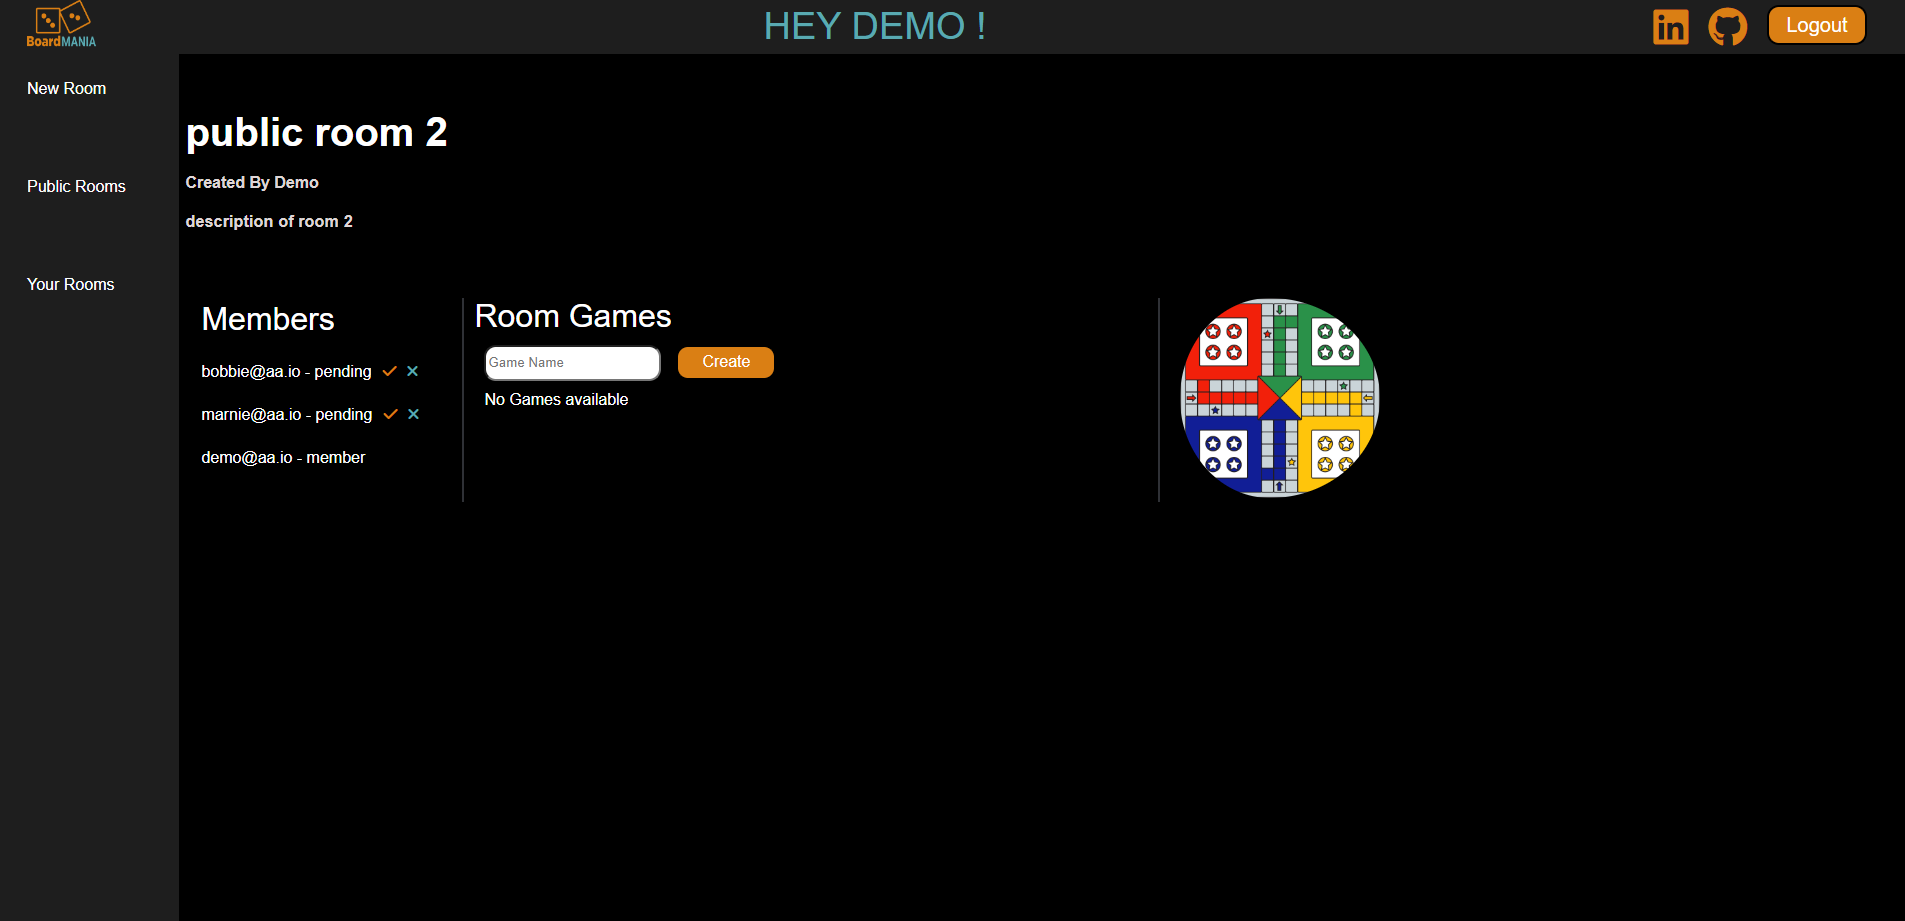 BoardMANIA
HEY DEMO !
Logout
New Room
Public Rooms
Your Rooms
public room 2
Created By Demo
description of room 2
Members
bobbie@aa.io - pending
marnie@aa.io - pending
demo@aa.io - member
Room Games
Game Name
Create
No Games available